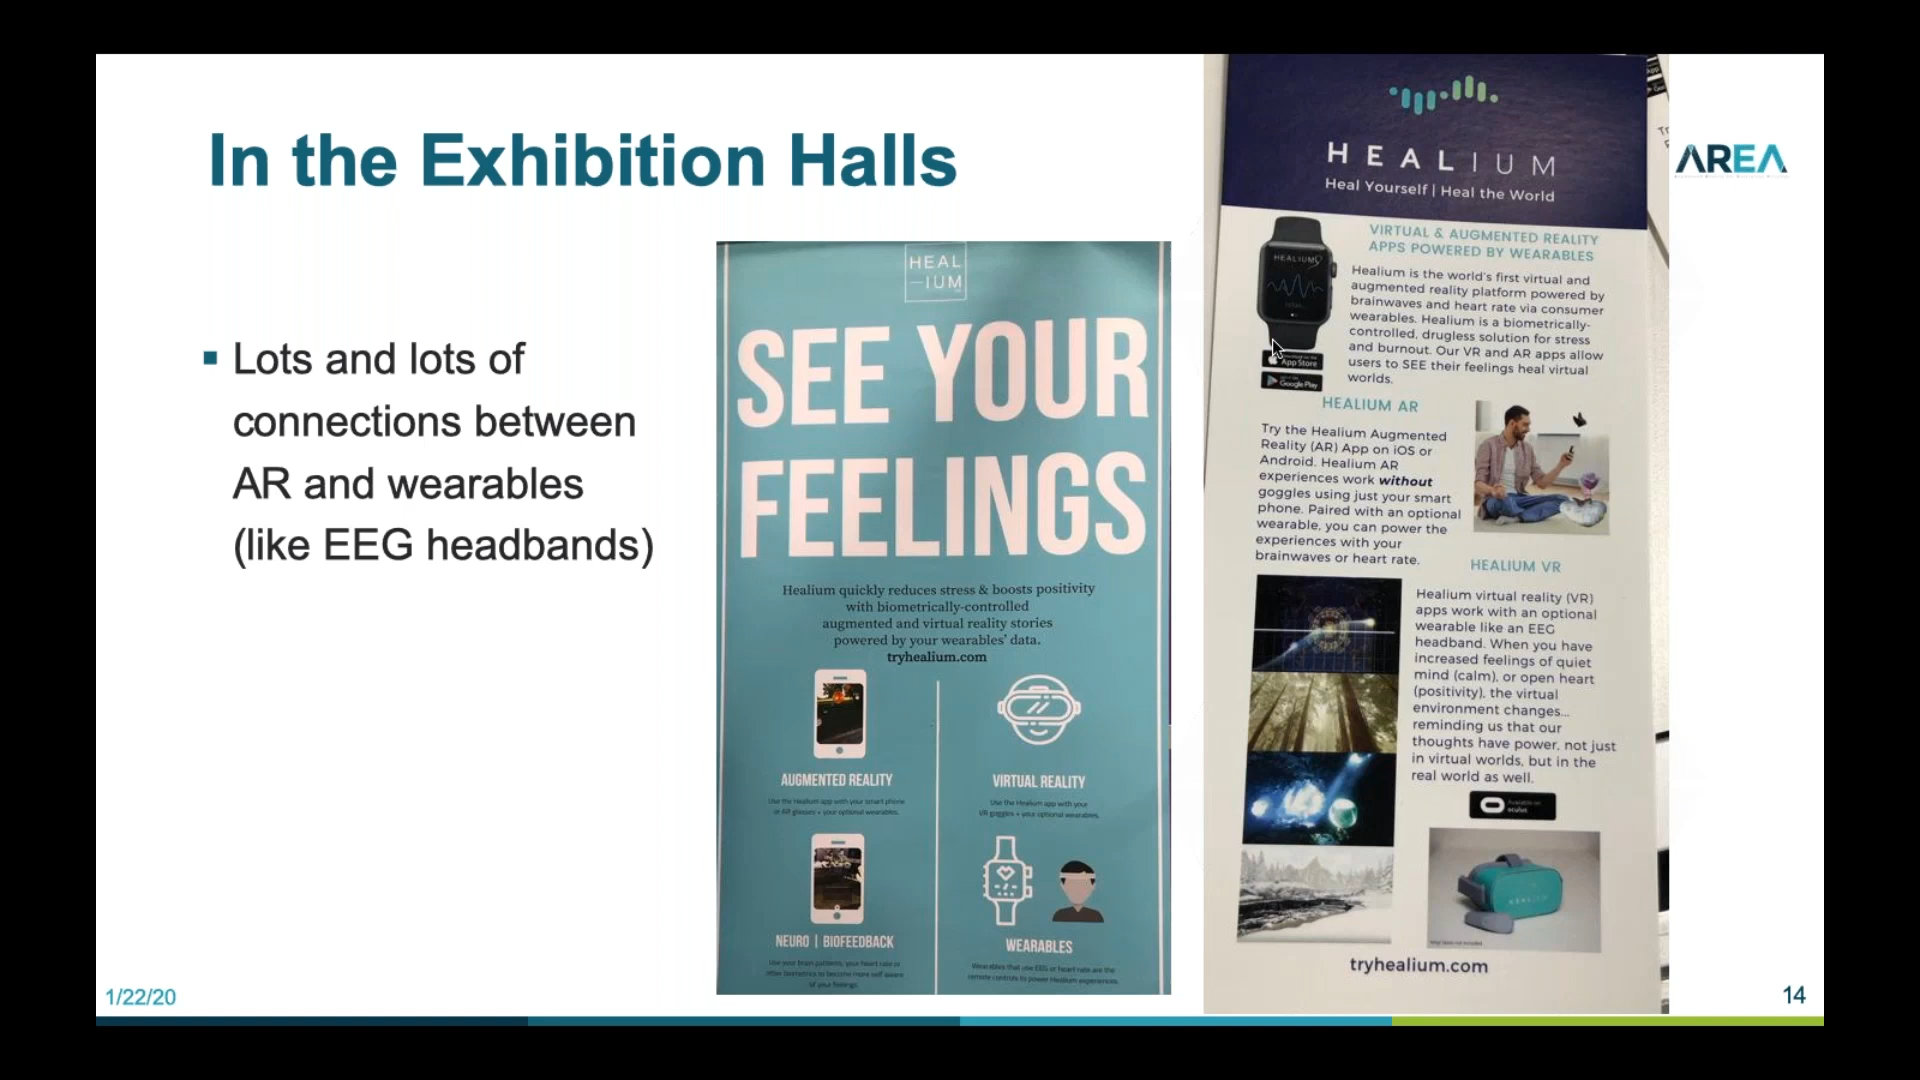 In the Exhibition Halls
AREA
▪ Lots and lots of
connections between
AR and wearables
(like EEG headbands)
HEAL
—IUM
SEE YOUR
FEELINGS
Healium quickly reduces stress & boosts positivity
with biometrically-controlled
augmented and virtual reality stories
powered by your wearables' data.
tryhealium.com
AUGMENTED REALITY
Use the Healium app with your smart phone
or AR glasses + your optional wearables.
VIRTUAL REALITY
Use the Healium app with your
VR goggles + your optional wearables.
NEURO | BIOFEEDBACK
Use your brain patterns, your heart rate or
other biometrics to become more self aware
of your feelings.
WEARABLES
Wearables that use EEG or heart rate are the
remote controls to power Healium experiences.
HEALIUM
Heal Yourself | Heal the World
VIRTUAL & AUGMENTED REALITY
APPS POWERED BY WEARABLES
HEALIUM
Healium is the world's first virtual and
augmented reality platform powered by
brainwaves and heart rate via consumer
wearables. Healium is a biometrically-
controlled, drugless solution for stress
and burnout. Our VR and AR apps allow
users to SEE their feelings heal virtual
worlds.
App Store
Google Play
HEALIUM AR
Try the Healium Augmented
Reality (AR) App on iOS or
Android. Healium AR
experiences work without
goggles using just your smart
phone. Paired with an optional
wearable, you can power the
experiences with your
brainwaves or heart rate.
HEALIUM VR
Healium virtual reality (VR)
apps work with an optional
wearable like an EEG
headband. When you have
increased feelings of quiet
mind (calm), or open heart
(positivity), the virtual
environment changes...
reminding us that our
thoughts have power, not just
in virtual worlds, but in the
real world as well.
Available on
oculus
HEALIUM
tryhealium.com
1/22/20
14